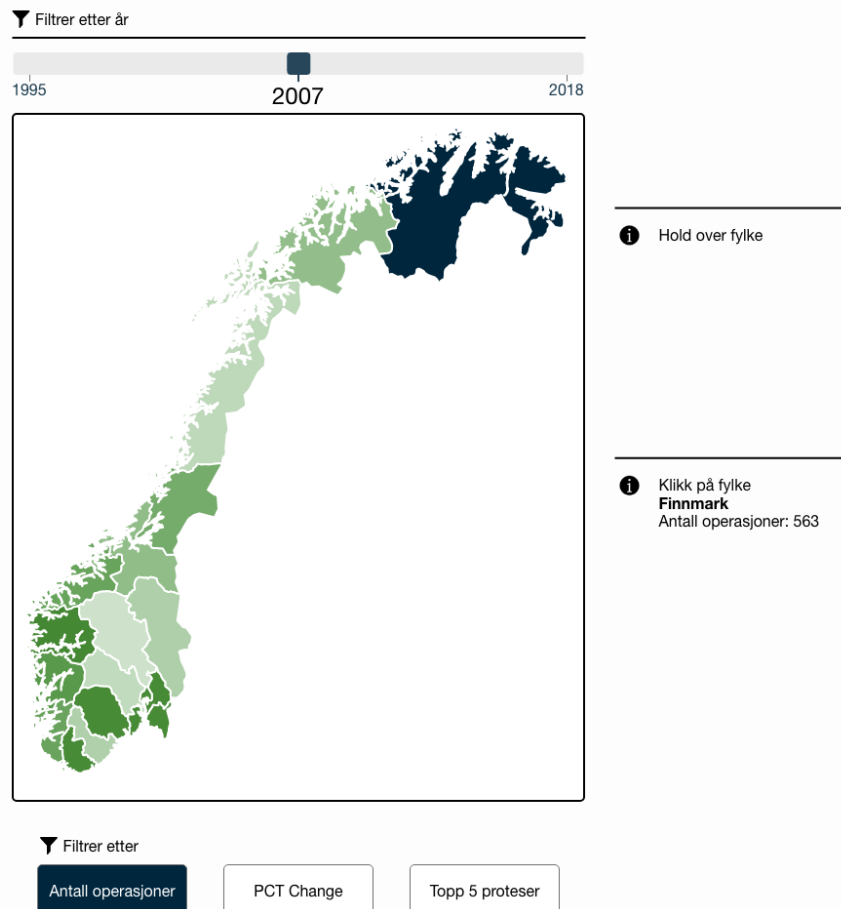 Filtrer etter år
1995
2007
2018
Hold over fylke
Klikk på fylke
Finnmark
Antall operasjoner: 563
Filtrer etter
Antall operasjoner
PCT Change
Topp 5 proteser